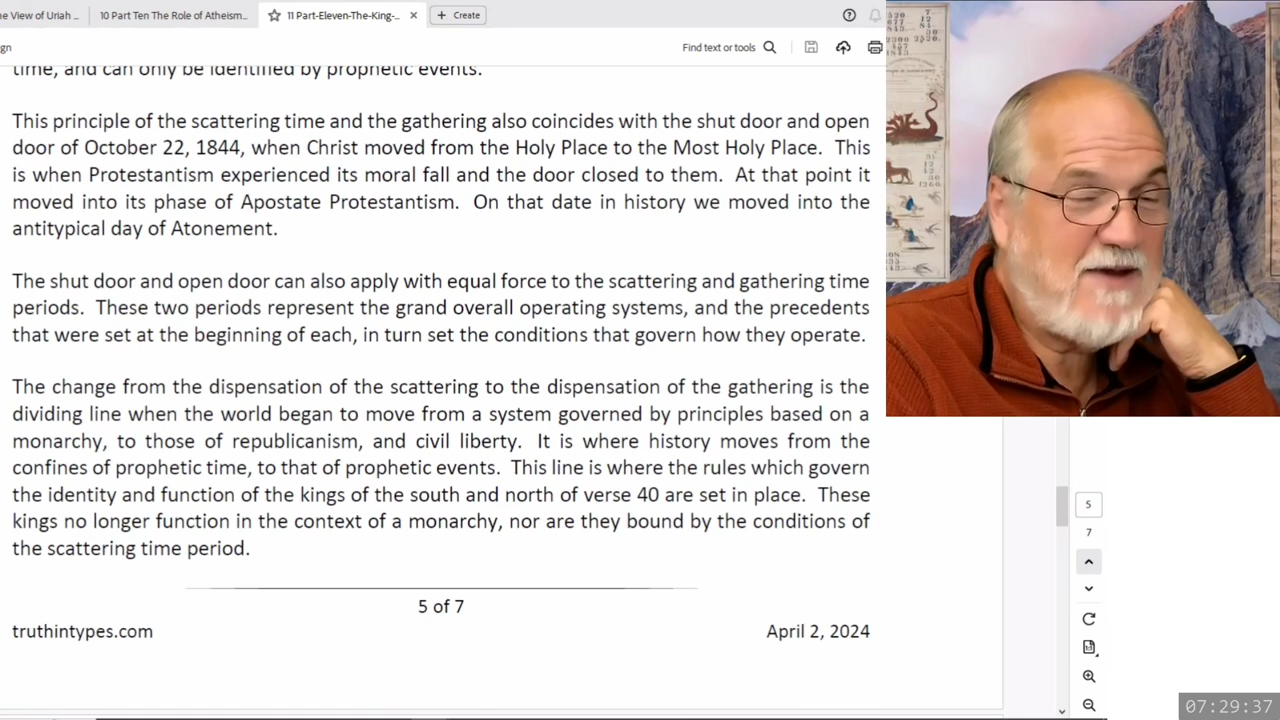 he View of Uriah ...
10 Part Ten The Role of Atheism...
11 Part-Eleven-The-King-...
Create
gn
Find text or tools
time, and can only be identified by prophetic events.
This principle of the scattering time and the gathering also coincides with the shut door and open
door of October 22, 1844, when Christ moved from the Holy Place to the Most Holy Place. This
is when Protestantism experienced its moral fall and the door closed to them. At that point it
moved into its phase of Apostate Protestantism. On that date in history we moved into the
antitypical day of Atonement.
The shut door and open door can also apply with equal force to the scattering and gathering time
periods. These two periods represent the grand overall operating systems, and the precedents
that were set at the beginning of each, in turn set the conditions that govern how they operate.
The change from the dispensation of the scattering to the dispensation of the gathering is the
dividing line when the world began to move from a system governed by principles based on a
monarchy, to those of republicanism, and civil liberty. It is where history moves from the
confines of prophetic time, to that of prophetic events. This line is where the rules which govern
the identity and function of the kings of the south and north of verse 40 are set in place. These
kings no longer function in the context of a monarchy, nor are they bound by the conditions of
the scattering time period.
5 of 7
truthintypes.com
April 2, 2024
5
7
07:29:37